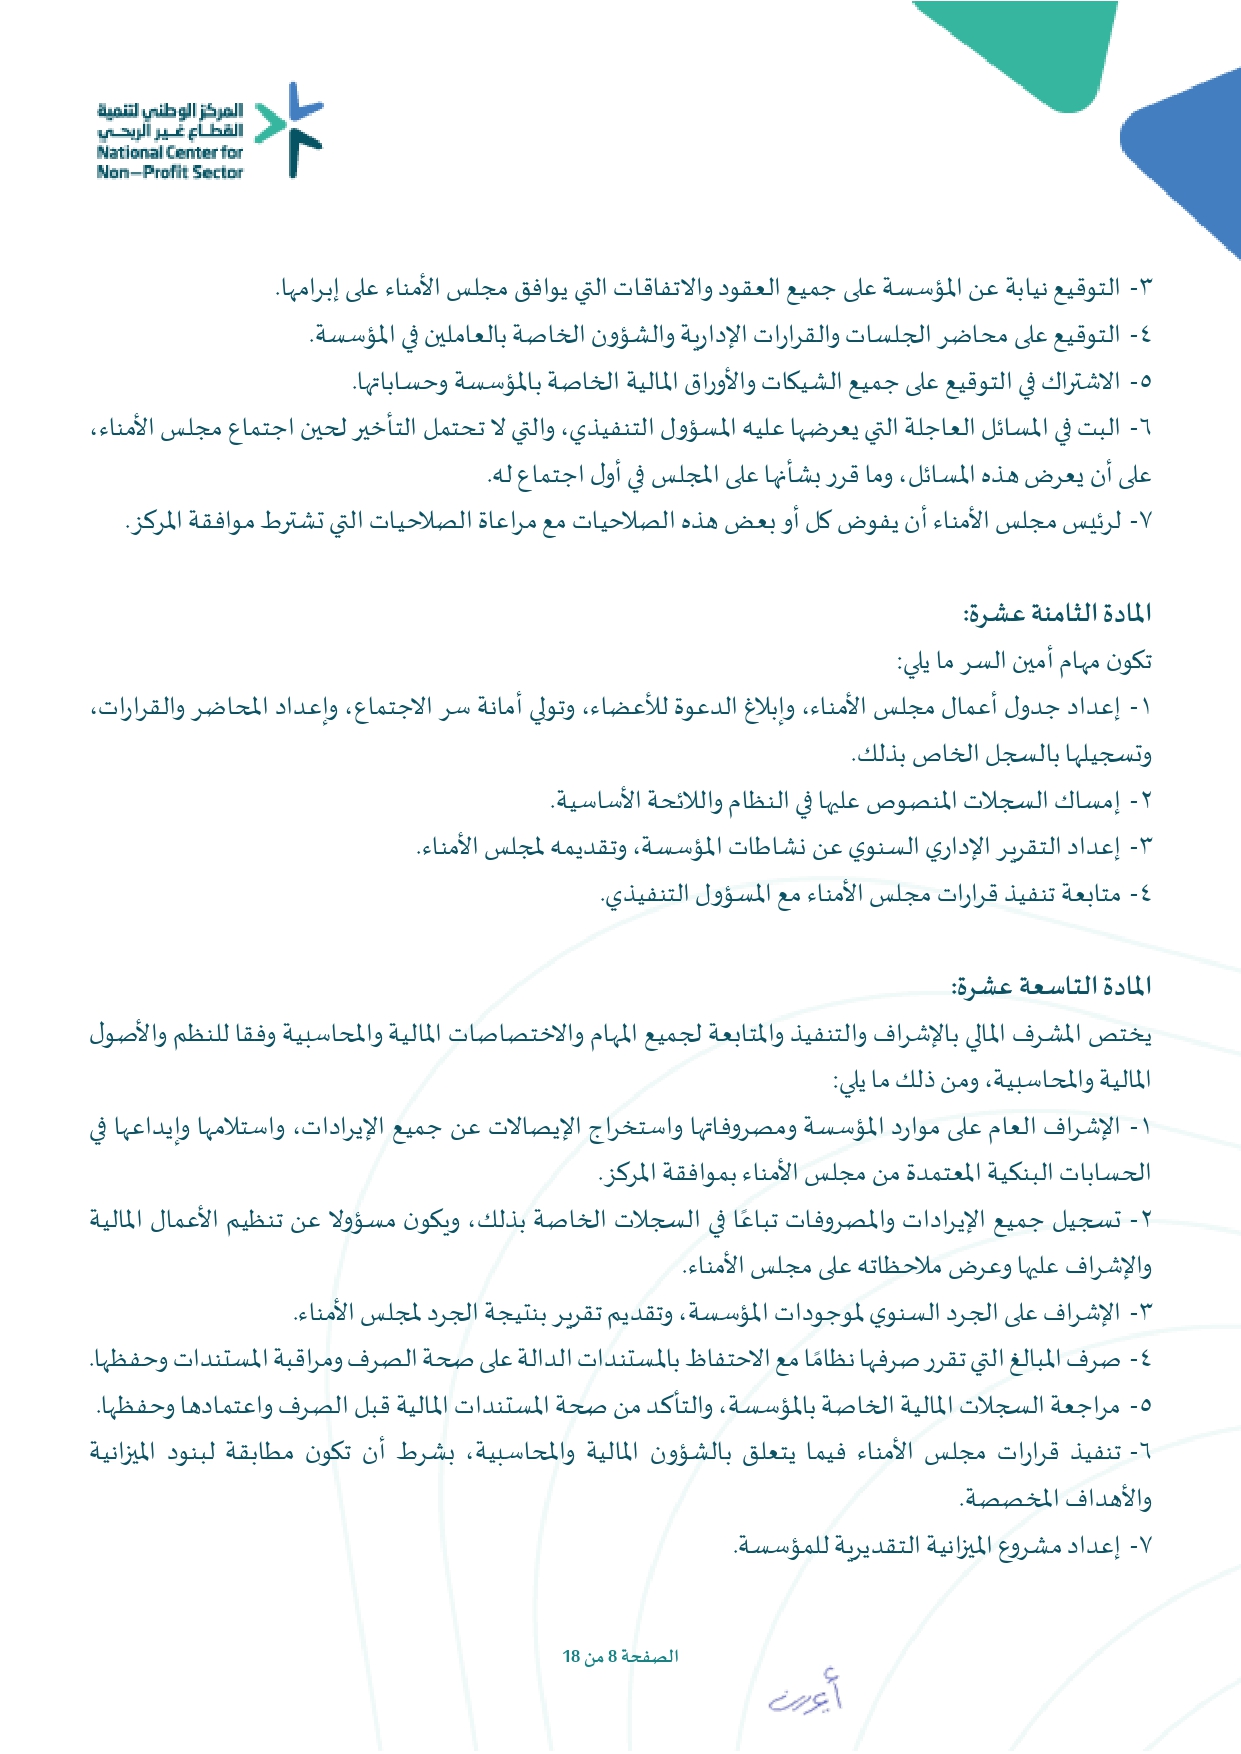 المركز الوطني لتنمية
القطاع غير الربحي
National Center for
Non-Profit Sector
٣- التوقيع نيابة عن المؤسسة على جميع العقود والاتفاقات التي يوافق مجلس الأمناء على إبرامها.
٤- التوقيع على محاضر الجلسات والقرارات الإدارية والشؤون الخاصة بالعاملين في المؤسسة.
٥- الاشتراك في التوقيع على جميع الشيكات والأوراق المالية الخاصة بالمؤسسة وحساباتها.
٦- البت في المسائل العاجلة التي يعرضها عليه المسؤول التنفيذي، والتي لا تحتمل التأخير لحين اجتماع مجلس الأمناء،
على أن يعرض هذه المسائل، وما قرر بشأنها على المجلس في أول اجتماع له.
٧- لرئيس مجلس الأمناء أن يفوض كل أو بعض هذه الصلاحيات مع مراعاة الصلاحيات التي تشترط موافقة المركز.
المادة الثامنة عشرة:
تكون مهام أمين السر ما يلي:
١- إعداد جدول أعمال مجلس الأمناء، وإبلاغ الدعوة للأعضاء، وتولي أمانة سر الاجتماع، وإعداد المحاضر والقرارات،
وتسجيلها بالسجل الخاص بذلك.
٢- إمساك السجلات المنصوص عليها في النظام واللائحة الأساسية.
٣- إعداد التقرير الإداري السنوي عن نشاطات المؤسسة، وتقديمه لمجلس الأمناء.
٤- متابعة تنفيذ قرارات مجلس الأمناء مع المسؤول التنفيذي.
المادة التاسعة عشرة:
يختص المشرف المالي بالإشراف والتنفيذ والمتابعة لجميع المهام والاختصاصات المالية والمحاسبية وفقا للنظم والأصول
المالية والمحاسبية، ومن ذلك ما يلي:
١- الإشراف العام على موارد المؤسسة ومصروفاتها واستخراج الإيصالات عن جميع الإيرادات، واستلامها وإيداعها في
الحسابات البنكية المعتمدة من مجلس الأمناء بموافقة المركز.
٢- تسجيل جميع الإيرادات والمصروفات تباعًا في السجلات الخاصة بذلك، ويكون مسؤولا عن تنظيم الأعمال المالية
والإشراف عليها وعرض ملاحظاته على مجلس الأمناء.
٣- الإشراف على الجرد السنوي لموجودات المؤسسة، وتقديم تقرير بنتيجة الجرد لمجلس الأمناء.
٤- صرف المبالغ التي تقرر صرفها نظامًا مع الاحتفاظ بالمستندات الدالة على صحة الصرف ومراقبة المستندات وحفظها.
٥- مراجعة السجلات المالية الخاصة بالمؤسسة، والتأكد من صحة المستندات المالية قبل الصرف واعتمادها وحفظها.
٦- تنفيذ قرارات مجلس الأمناء فيما يتعلق بالشؤون المالية والمحاسبية، بشرط أن تكون مطابقة لبنود الميزانية
والأهداف المخصصة.
٧- إعداد مشروع الميزانية التقديرية للمؤسسة.
الصفحة 8 من 18